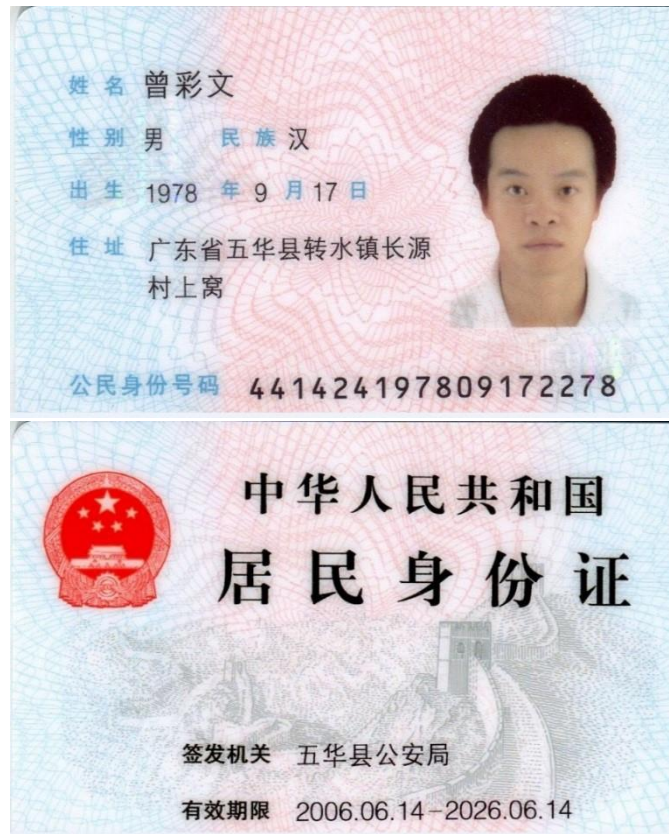 姓名 曾彩文
性别 男 民族 汉
出生 1978 年 9 月 17 日
住址 广东省五华县转水镇长源
村上窝
公民身份号码 441424197809172278
中华人民共和国
居民身份证
签发机关 五华县公安局
有效期限 2006.06.14-2026.06.14